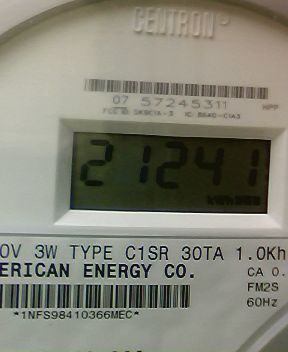 CENTRON®
07 57245311 HPP
21241
0V 3W TYPE C1SR 30TA 1.0Kh
ERICAN ENERGY CO. CA 0.
FM2S
60Hz
*1NFS98410366MEC*